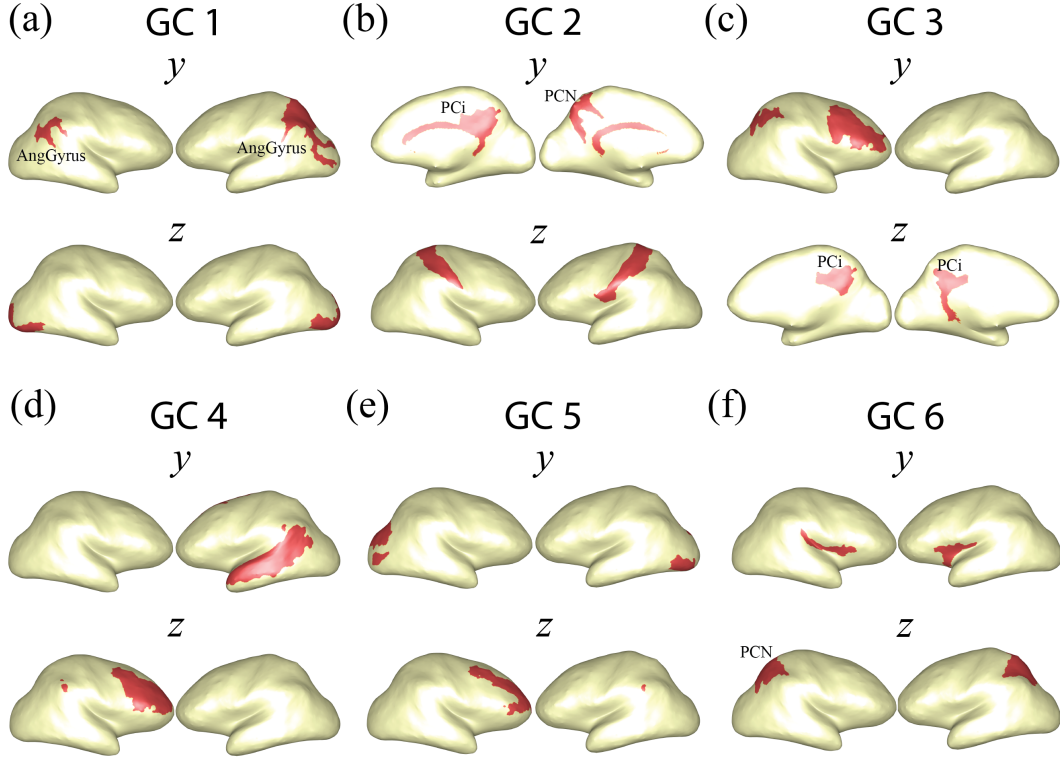 (a) GC 1 (b) GC 2 (c) GC 3
y y y
PCi PCN
AngGyrus AngGyrus
z z z
PCi PCi
(d) GC 4 (e) GC 5 (f) GC 6
y y y
z z z
PCN